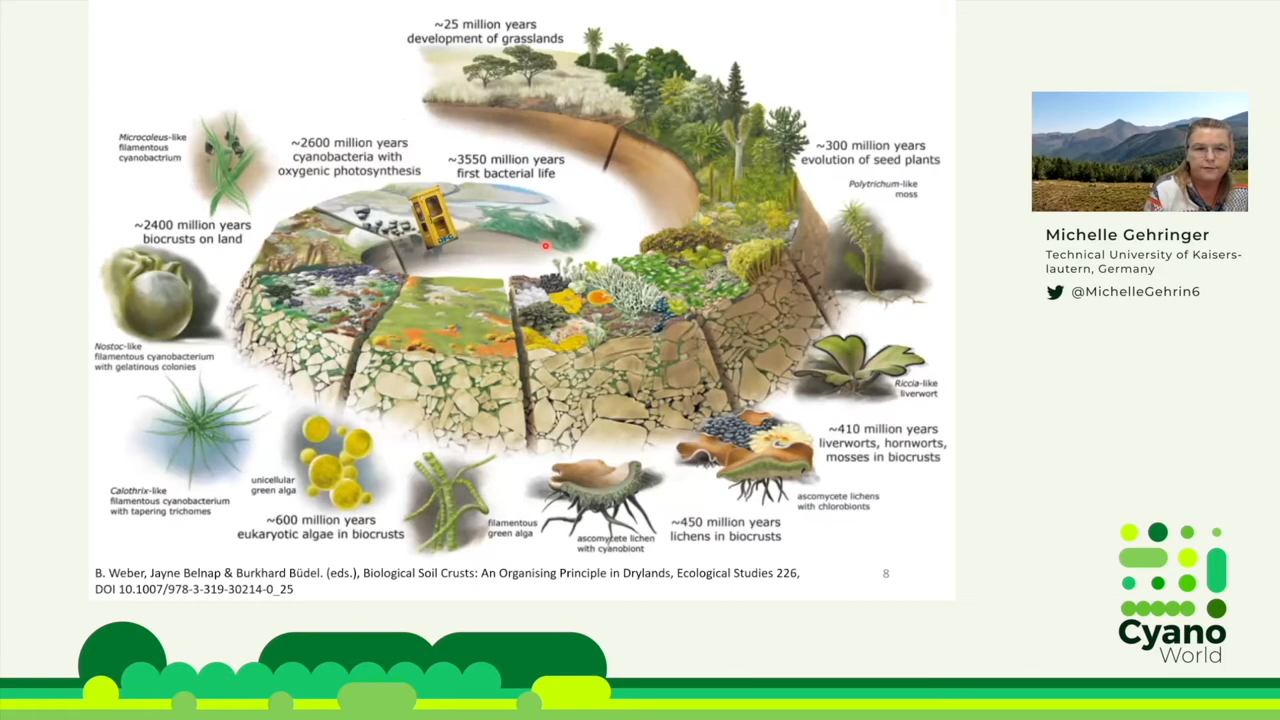 ~25 million years
development of grasslands
Microcoleus-like
filamentous
cyanobactrium
~2600 million years
cyanobacteria with
oxygenic photosynthesis
~3550 million years
first bacterial life
~300 million years
evolution of seed plants
Polytrichum-like
moss
~2400 million years
biocrusts on land
Nostoc-like
filamentous cyanobacterium
with gelatinous colonies
Riccia-like
liverwort
~410 million years
liverworts, hornworts,
mosses in biocrusts
Calothrix-like
filamentous cyanobacterium
with tapering trichomes
unicellular
green alga
~600 million years
eukaryotic algae in biocrusts
filamentous
green alga
ascomycete lichen
with cyanobiont
~450 million years
lichens in biocrusts
ascomycete lichens
with chlorobionts
B. Weber, Jayne Belnap & Burkhard Büdel. (eds.), Biological Soil Crusts: An Organising Principle in Drylands, Ecological Studies 226,
DOI 10.1007/978-3-319-30214-0_25
8
Michelle Gehringer
Technical University of Kaisers-
lautern, Germany
@MichelleGehrin6
Cyano
World